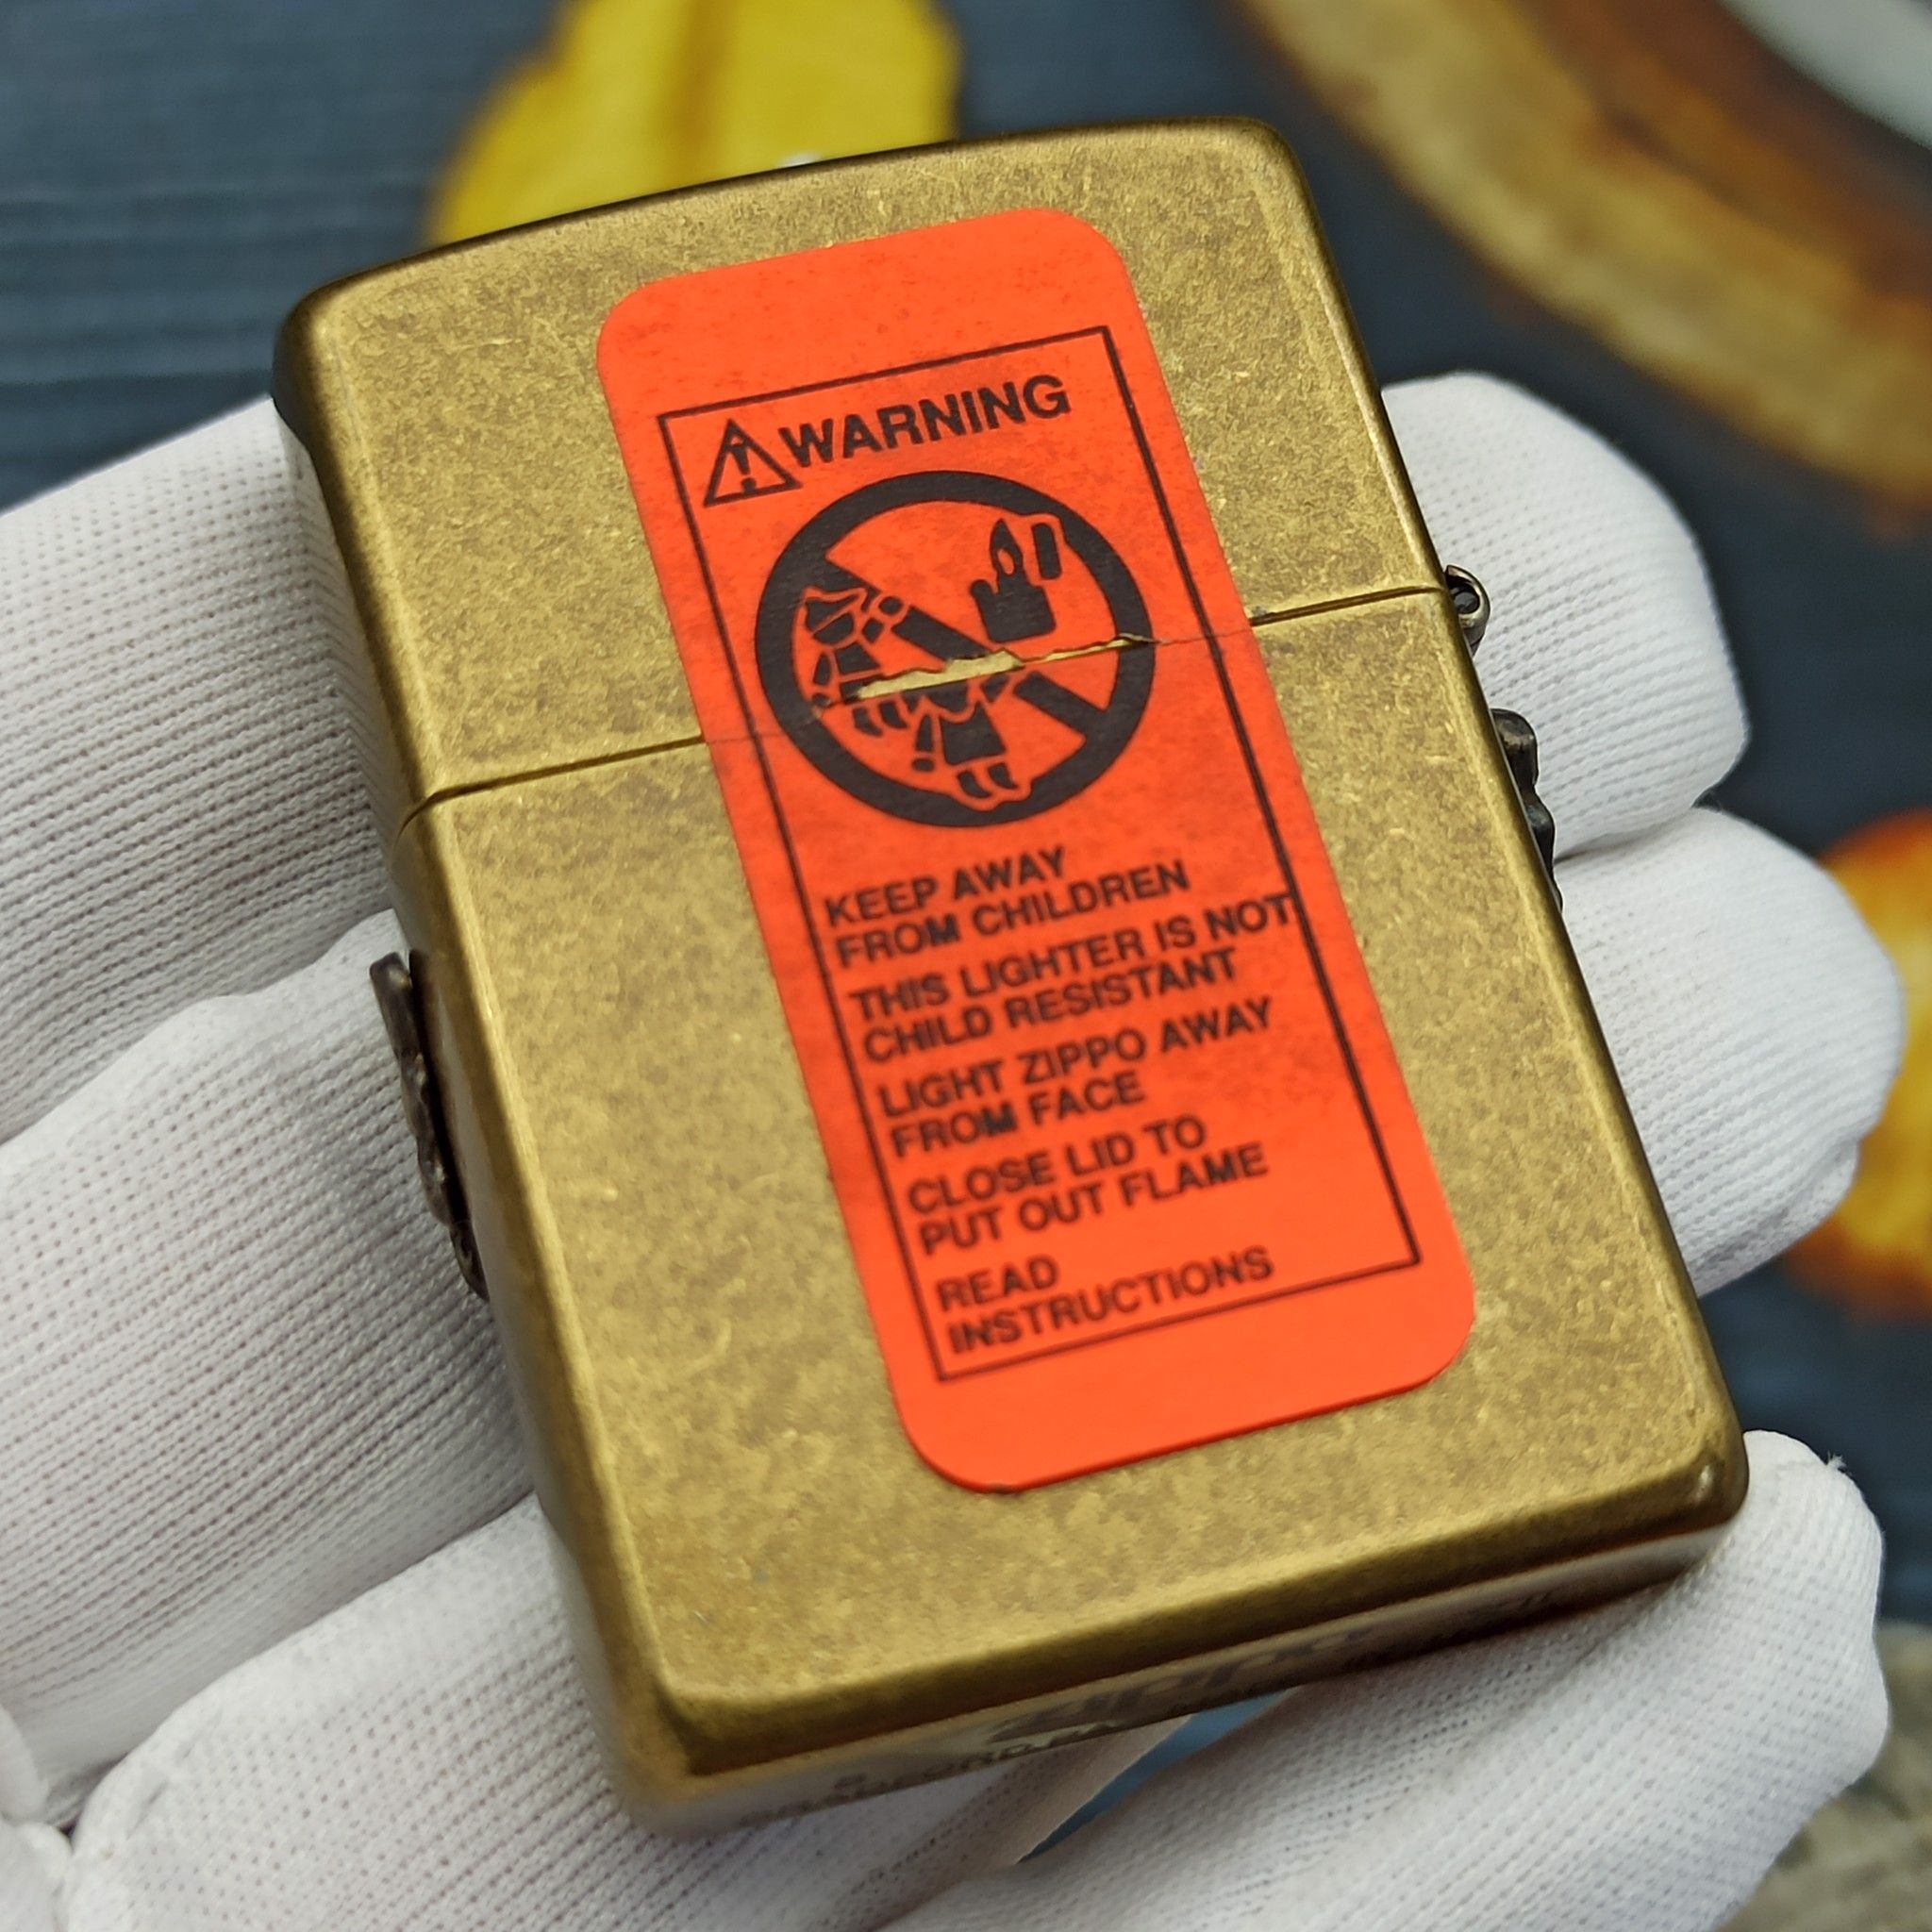 WARNING
KEEP AWAY
FROM CHILDREN
THIS LIGHTER IS NOT
CHILD RESISTANT
LIGHT ZIPPO AWAY
FROM FACE
CLOSE LID TO
PUT OUT FLAME
READ
INSTRUCTIONS